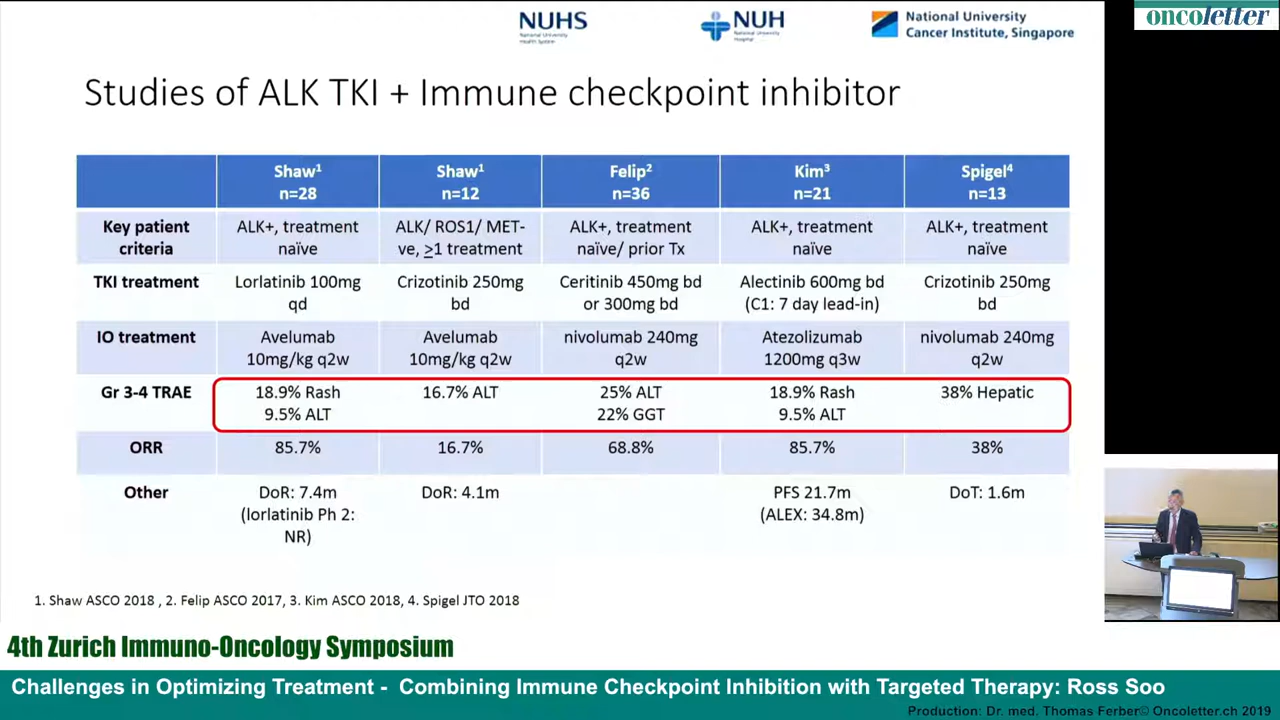 NUHS
National University
Health System
NUH
National University
Hospital
National University
Cancer Institute, Singapore
oncoletter
Studies of ALK TKI + Immune checkpoint inhibitor
Shaw1 Shaw1 Felip2 Kim3 Spigel4
n=28 n=12 n=36 n=21 n=13
Key patient ALK+, treatment ALK/ ROS1/ MET- ALK+, treatment ALK+, treatment ALK+, treatment
criteria naïve ve, >1 treatment naïve/ prior Tx naïve naïve
TKI treatment Lorlatinib 100mg Crizotinib 250mg Ceritinib 450mg bd Alectinib 600mg bd Crizotinib 250mg
qd bd or 300mg bd (C1: 7 day lead-in) bd
IO treatment Avelumab Avelumab nivolumab 240mg Atezolizumab nivolumab 240mg
10mg/kg q2w 10mg/kg q2w q2w 1200mg q3w q2w
Gr 3-4 TRAE 18.9% Rash 16.7% ALT 25% ALT 18.9% Rash 38% Hepatic
9.5% ALT 22% GGT 9.5% ALT
ORR 85.7% 16.7% 68.8% 85.7% 38%
Other DoR: 7.4m DoR: 4.1m PFS 21.7m DoT: 1.6m
(lorlatinib Ph 2: (ALEX: 34.8m)
NR)
1. Shaw ASCO 2018 , 2. Felip ASCO 2017, 3. Kim ASCO 2018, 4. Spigel JTO 2018
4th Zurich Immuno-Oncology Symposium
Challenges in Optimizing Treatment - Combining Immune Checkpoint Inhibition with Targeted Therapy: Ross Soo
Production: Dr. med. Thomas Ferber© Oncoletter.ch 2019